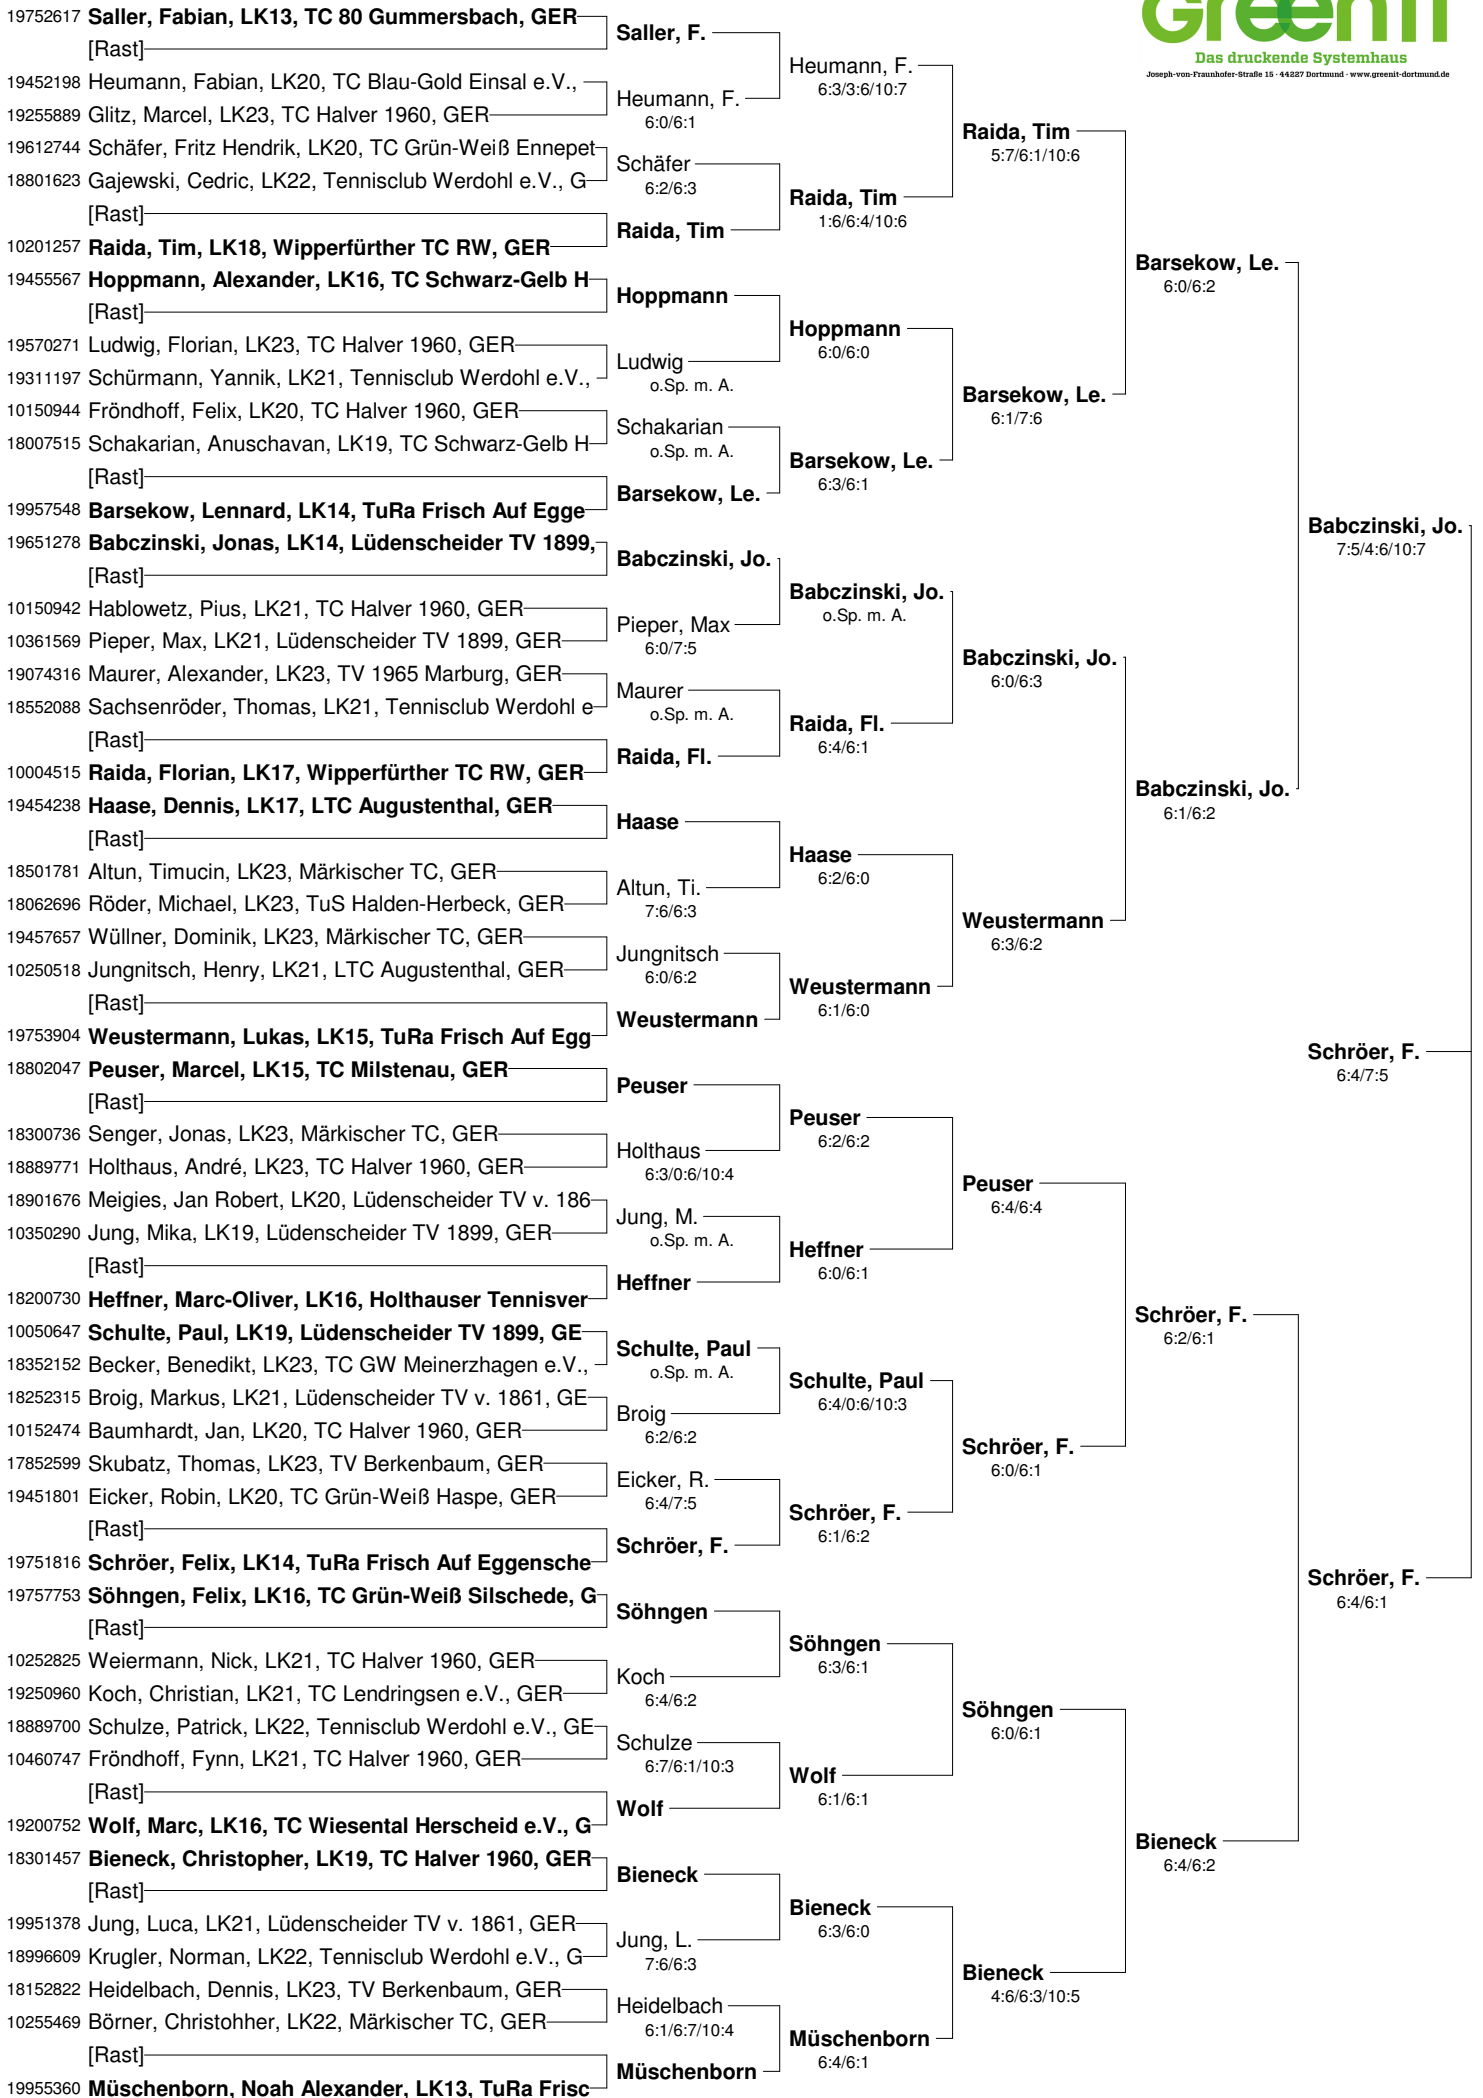 GreenIT
Das druckende Systemhaus
Joseph-von-Fraunhofer-Straße 15 · 44227 Dortmund · www.greenit-dortmund.de
19752617 Saller, Fabian, LK13, TC 80 Gummersbach, GER
[Rast]
19452198 Heumann, Fabian, LK20, TC Blau-Gold Einsal e.V.,
19255889 Glitz, Marcel, LK23, TC Halver 1960, GER
19612744 Schäfer, Fritz Hendrik, LK20, TC Grün-Weiß Ennepet
18801623 Gajewski, Cedric, LK22, Tennisclub Werdohl e.V., G
[Rast]
10201257 Raida, Tim, LK18, Wipperfürther TC RW, GER
19455567 Hoppmann, Alexander, LK16, TC Schwarz-Gelb H
[Rast]
19570271 Ludwig, Florian, LK23, TC Halver 1960, GER
19311197 Schürmann, Yannik, LK21, Tennisclub Werdohl e.V.,
10150944 Fröndhoff, Felix, LK20, TC Halver 1960, GER
18007515 Schakarian, Anuschavan, LK19, TC Schwarz-Gelb H
[Rast]
19957548 Barsekow, Lennard, LK14, TuRa Frisch Auf Egge
19651278 Babczinski, Jonas, LK14, Lüdenscheider TV 1899,
[Rast]
10150942 Hablowetz, Pius, LK21, TC Halver 1960, GER
10361569 Pieper, Max, LK21, Lüdenscheider TV 1899, GER
19074316 Maurer, Alexander, LK23, TV 1965 Marburg, GER
18552088 Sachsenröder, Thomas, LK21, Tennisclub Werdohl e
[Rast]
10004515 Raida, Florian, LK17, Wipperfürther TC RW, GER
19454238 Haase, Dennis, LK17, LTC Augustenthal, GER
[Rast]
18501781 Altun, Timucin, LK23, Märkischer TC, GER
18062696 Röder, Michael, LK23, TuS Halden-Herbeck, GER
19457657 Wüllner, Dominik, LK23, Märkischer TC, GER
10250518 Jungnitsch, Henry, LK21, LTC Augustenthal, GER
[Rast]
19753904 Weustermann, Lukas, LK15, TuRa Frisch Auf Egg
18802047 Peuser, Marcel, LK15, TC Milstenau, GER
[Rast]
18300736 Senger, Jonas, LK23, Märkischer TC, GER
18889771 Holthaus, André, LK23, TC Halver 1960, GER
18901676 Meigies, Jan Robert, LK20, Lüdenscheider TV v. 186
10350290 Jung, Mika, LK19, Lüdenscheider TV 1899, GER
[Rast]
18200730 Heffner, Marc-Oliver, LK16, Holthauser Tennisver
10050647 Schulte, Paul, LK19, Lüdenscheider TV 1899, GE
18352152 Becker, Benedikt, LK23, TC GW Meinerzhagen e.V.,
18252315 Broig, Markus, LK21, Lüdenscheider TV v. 1861, GE
10152474 Baumhardt, Jan, LK20, TC Halver 1960, GER
17852599 Skubatz, Thomas, LK23, TV Berkenbaum, GER
19451801 Eicker, Robin, LK20, TC Grün-Weiß Haspe, GER
[Rast]
19751816 Schröer, Felix, LK14, TuRa Frisch Auf Eggensche
19757753 Söhngen, Felix, LK16, TC Grün-Weiß Silschede, G
[Rast]
10252825 Weiermann, Nick, LK21, TC Halver 1960, GER
19250960 Koch, Christian, LK21, TC Lendringsen e.V., GER
18889700 Schulze, Patrick, LK22, Tennisclub Werdohl e.V., GE
10460747 Fröndhoff, Fynn, LK21, TC Halver 1960, GER
[Rast]
19200752 Wolf, Marc, LK16, TC Wiesental Herscheid e.V., G
18301457 Bieneck, Christopher, LK19, TC Halver 1960, GER
[Rast]
19951378 Jung, Luca, LK21, Lüdenscheider TV v. 1861, GER
18996609 Krugler, Norman, LK22, Tennisclub Werdohl e.V., G
18152822 Heidelbach, Dennis, LK23, TV Berkenbaum, GER
10255469 Börner, Christohher, LK22, Märkischer TC, GER
[Rast]
19955360 Müschenborn, Noah Alexander, LK13, TuRa Frisc
Saller, F.
Heumann, F.
6:0/6:1
Schäfer
6:2/6:3
Raida, Tim
Hoppmann
Ludwig
o.Sp. m. A.
Schakarian
o.Sp. m. A.
Barsekow, Le.
Babczinski, Jo.
Pieper, Max
6:0/7:5
Maurer
o.Sp. m. A.
Raida, Fl.
Haase
Altun, Ti.
7:6/6:3
Jungnitsch
6:0/6:2
Weustermann
Peuser
Holthaus
6:3/0:6/10:4
Jung, M.
o.Sp. m. A.
Heffner
Schulte, Paul
o.Sp. m. A.
Broig
6:2/6:2
Eicker, R.
6:4/7:5
Schröer, F.
Söhngen
Koch
6:4/6:2
Schulze
6:7/6:1/10:3
Wolf
Bieneck
Jung, L.
7:6/6:3
Heidelbach
6:1/6:7/10:4
Müschenborn
Heumann, F.
6:3/3:6/10:7
Raida, Tim
1:6/6:4/10:6
Hoppmann
6:0/6:0
Barsekow, Le.
6:3/6:1
Babczinski, Jo.
o.Sp. m. A.
Raida, Fl.
6:4/6:1
Haase
6:2/6:0
Weustermann
6:1/6:0
Peuser
6:2/6:2
Heffner
6:0/6:1
Schulte, Paul
6:4/0:6/10:3
Schröer, F.
6:1/6:2
Söhngen
6:3/6:1
Wolf
6:1/6:1
Bieneck
6:3/6:0
Müschenborn
6:4/6:1
Raida, Tim
5:7/6:1/10:6
Barsekow, Le.
6:1/7:6
Babczinski, Jo.
6:0/6:3
Weustermann
6:3/6:2
Peuser
6:4/6:4
Schröer, F.
6:0/6:1
Söhngen
6:0/6:1
Bieneck
4:6/6:3/10:5
Barsekow, Le.
6:0/6:2
Babczinski, Jo.
6:1/6:2
Schröer, F.
6:2/6:1
Bieneck
6:4/6:2
Babczinski, Jo.
7:5/4:6/10:7
Schröer, F.
6:4/6:1
Schröer, F.
6:4/7:5